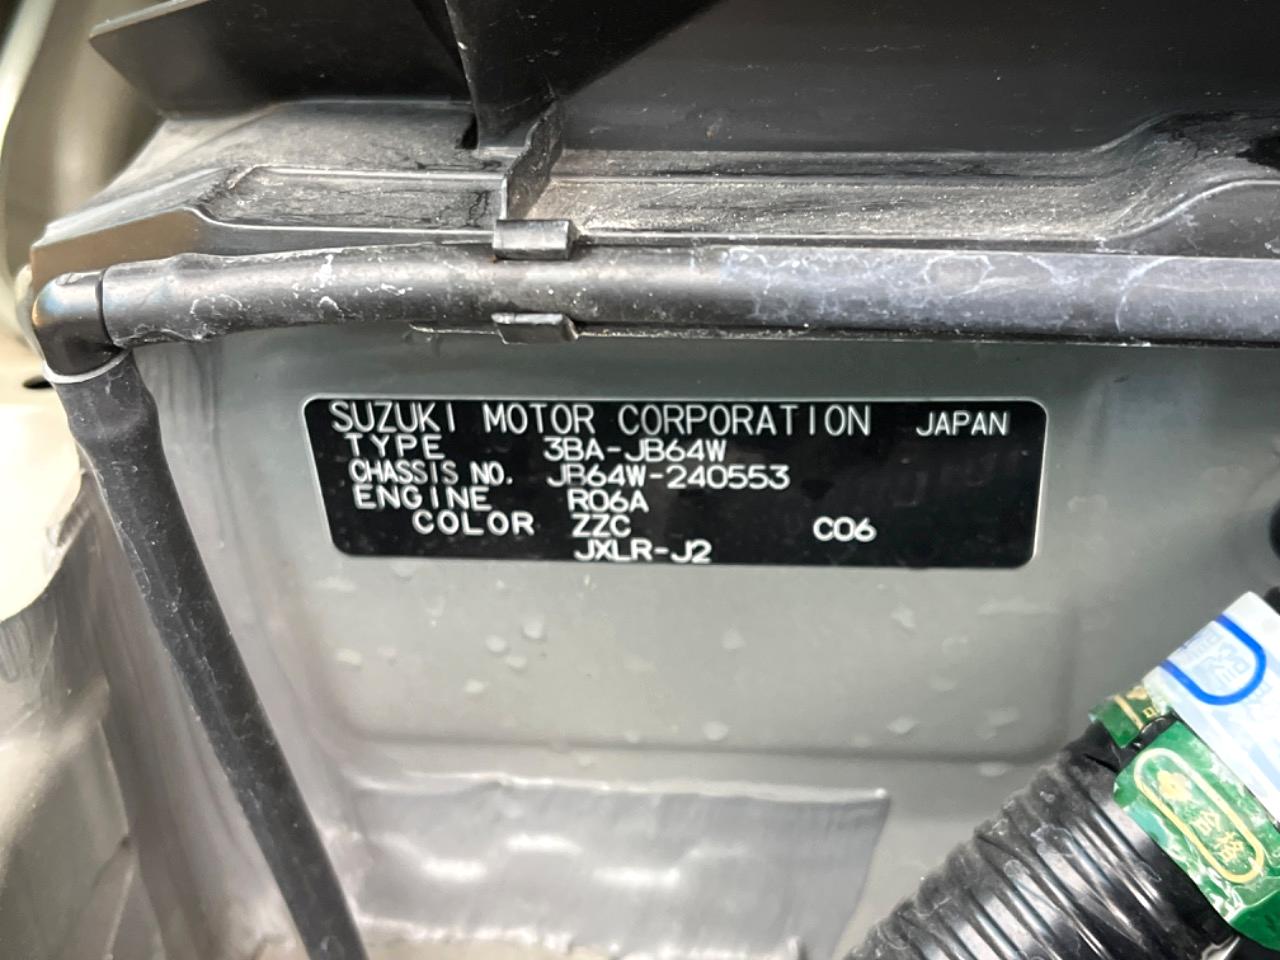 SUZUKI MOTOR CORPORATION JAPAN
TYPE 3BA-JB64W
CHASSIS NO. JB64W-240553
ENGINE R06A
COLOR ZZC C06
JXLR-J2